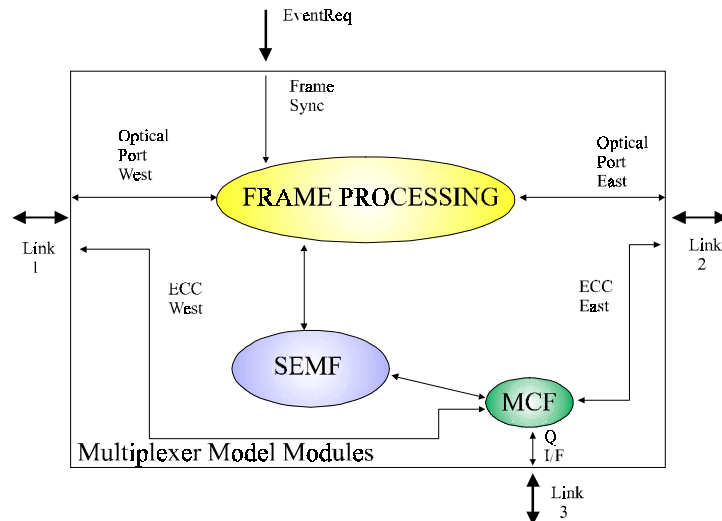 EventReq
Frame
Sync
Optical
Port
West
Optical
Port
East
FRAME PROCESSING
Link
1
Link
2
ECC
West
ECC
East
SEMF
MCF
Q
I/F
Multiplexer Model Modules
Link
3